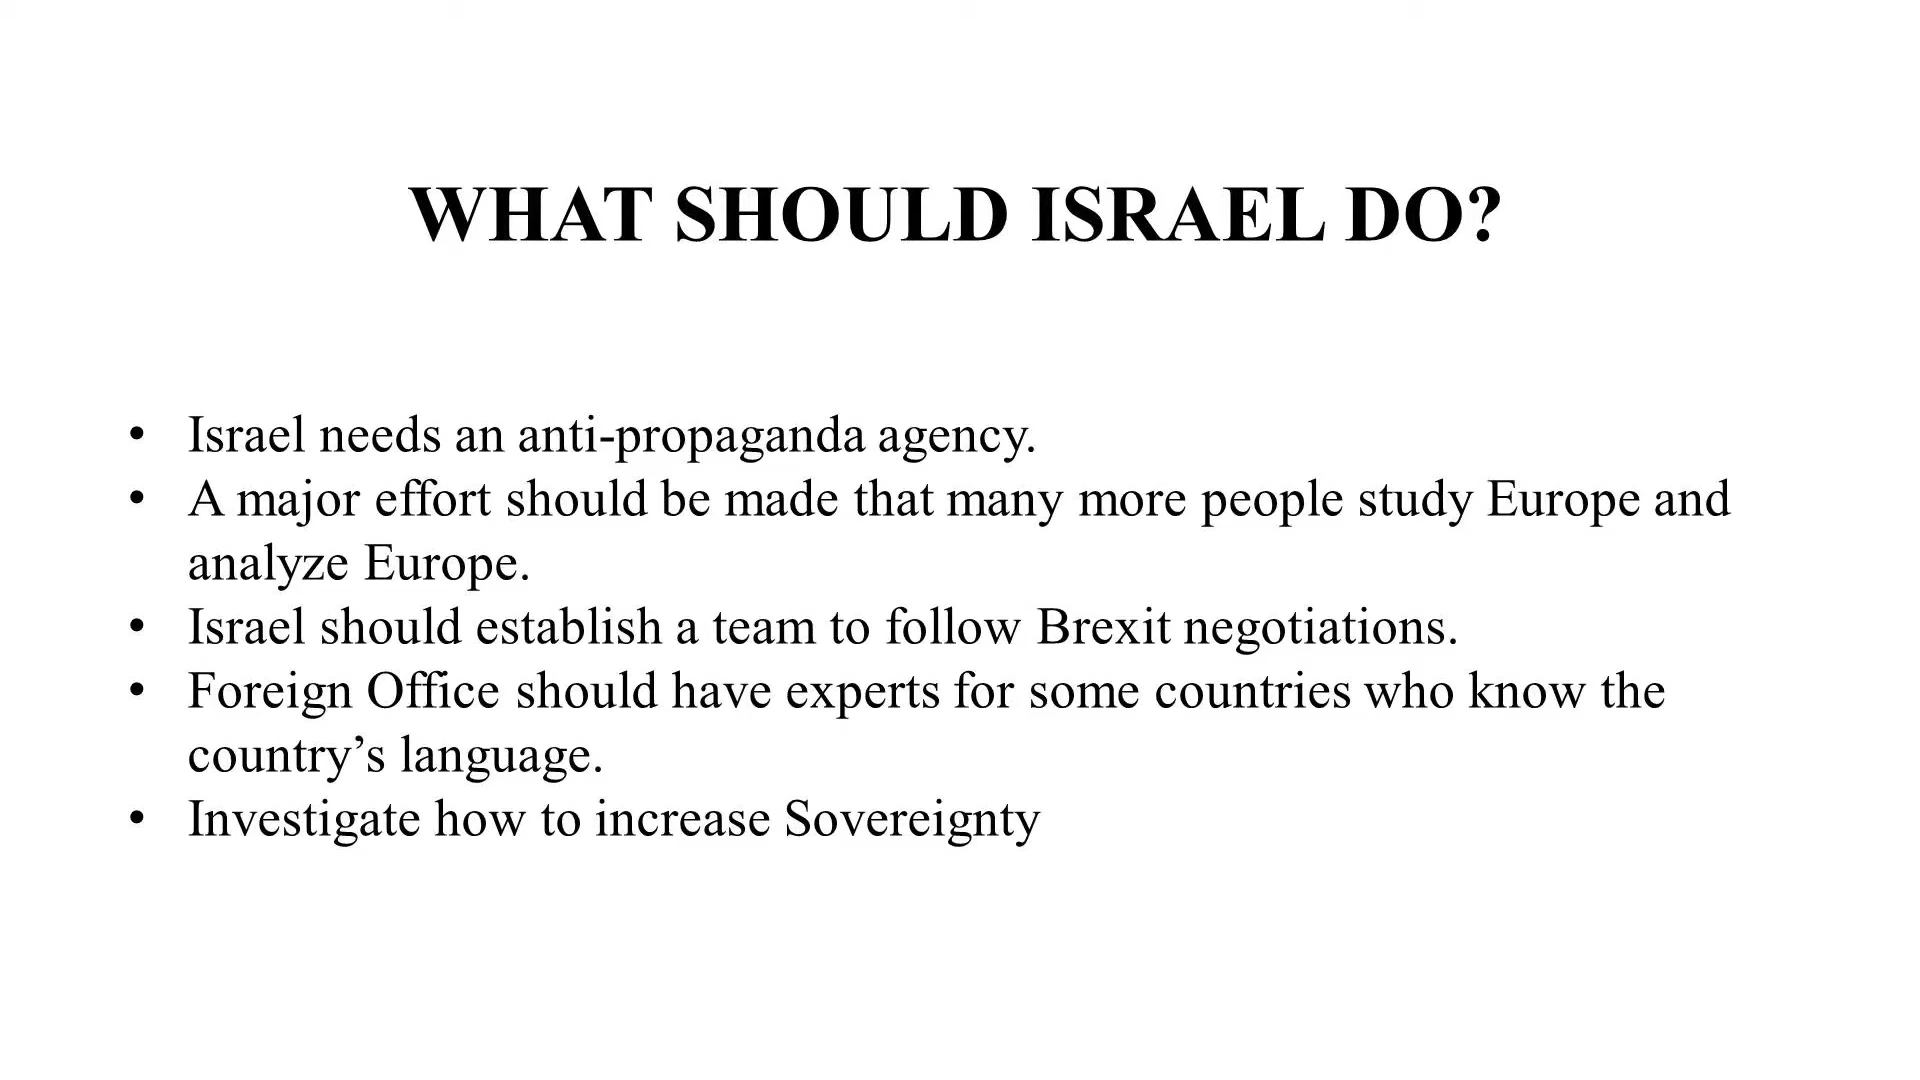 WHAT SHOULD ISRAEL DO?
• Israel needs an anti-propaganda agency.
• A major effort should be made that many more people study Europe and
analyze Europe.
• Israel should establish a team to follow Brexit negotiations.
• Foreign Office should have experts for some countries who know the
country’s language.
• Investigate how to increase Sovereignty